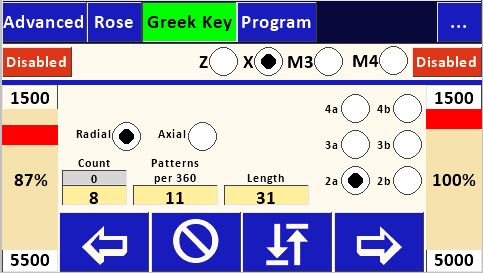 Advanced Rose Greek Key Program ...
Disabled Z X M3 M4 Disabled
1500 1500
4a 4b
Radial Axial
3a 3b
Count Patterns per 360 Length
87% 0 2a 2b 100%
8 11 31
5500 5000